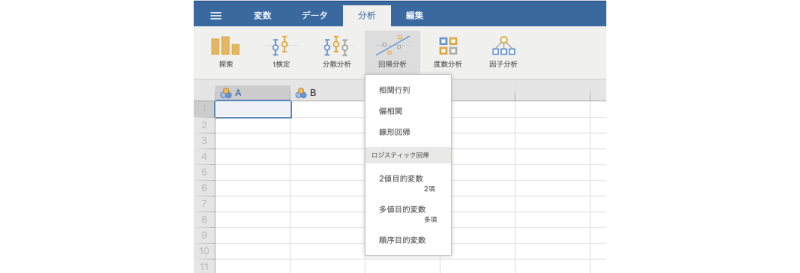 変数 データ 分析 編集
探索 t検定 分散分析 回帰分析 度数分析 因子分析
A B
相関行列
偏相関
線形回帰
ロジスティック回帰
2値目的変数
2項
多値目的変数
多項
順序目的変数
1
2
3
4
5
6
7
8
9
10
11